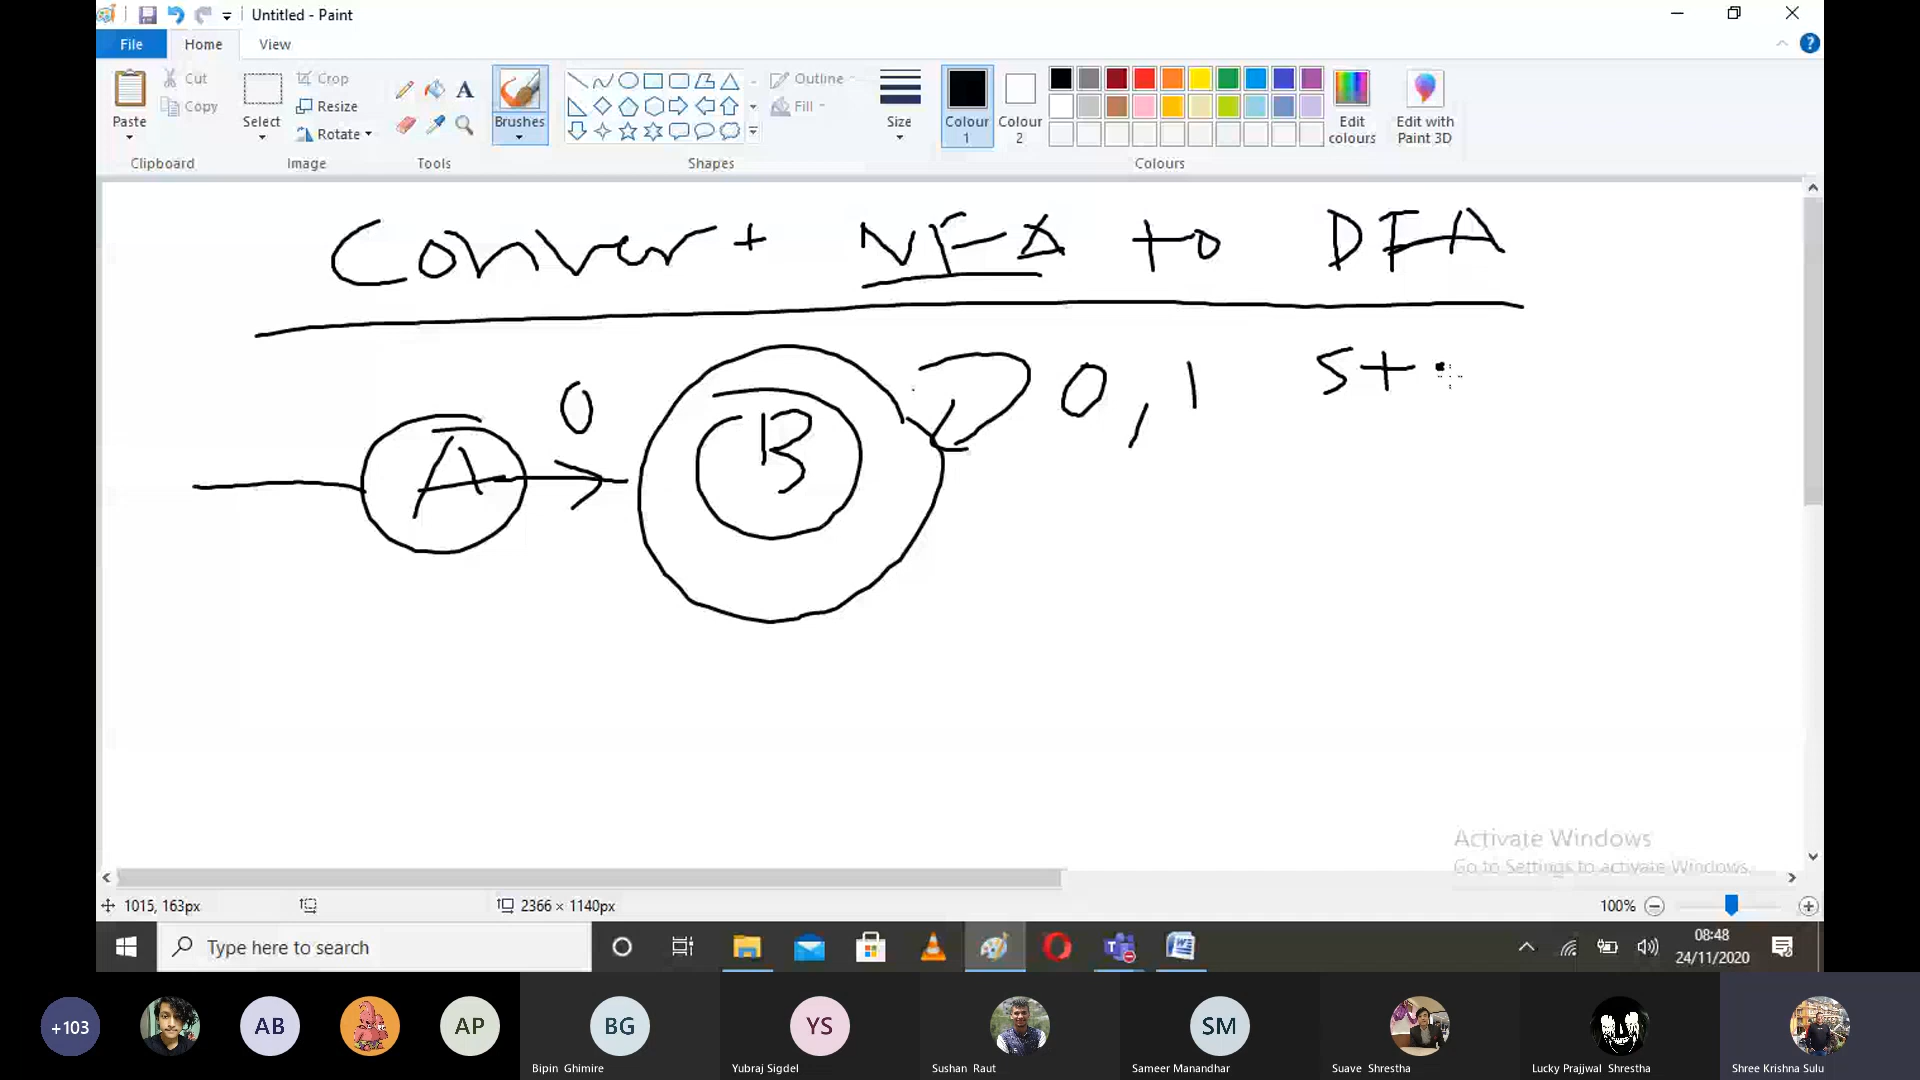 Untitled - Paint
File Home View
Paste Cut Copy Select Crop Resize Rotate Brushes Outline Fill Size Colour 1 Colour 2 Edit colours Edit with Paint 3D
Clipboard Image Tools Shapes Colours
Convert NFA to DFA
0 0,1 st
A B
Activate Windows
Go to Settings to activate Windows.
1015, 163px 2366 × 1140px 100%
Type here to search 08:48
24/11/2020
+103 AB AP BG YS SM
Bipin Ghimire Yubraj Sigdel Sushan Raut Sameer Manandhar Suave Shrestha Lucky Prajjwal Shrestha Shree Krishna Sulu